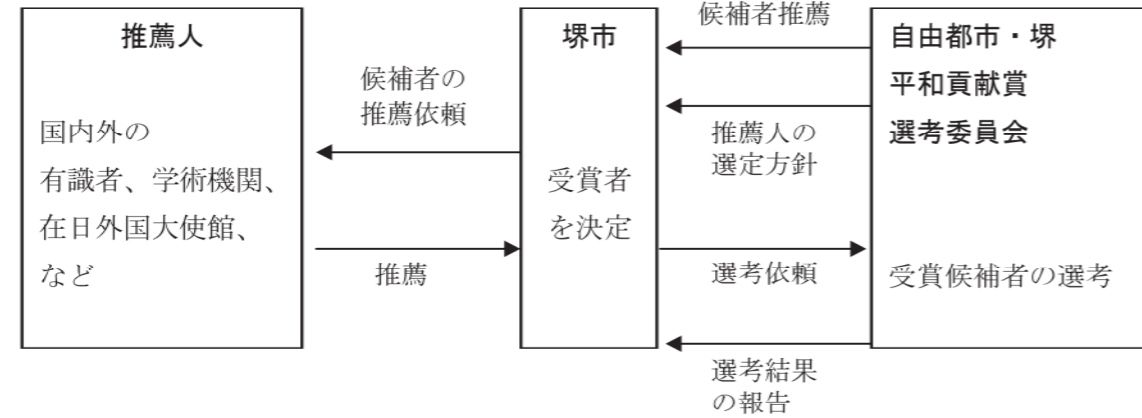 推薦人
国内外の
有識者、学術機関、
在日外国大使館、
など
候補者の
推薦依頼
推薦
堺市
受賞者
を決定
候補者推薦
推薦人の
選定方針
選考依頼
選考結果
の報告
自由都市・堺
平和貢献賞
選考委員会
受賞候補者の選考